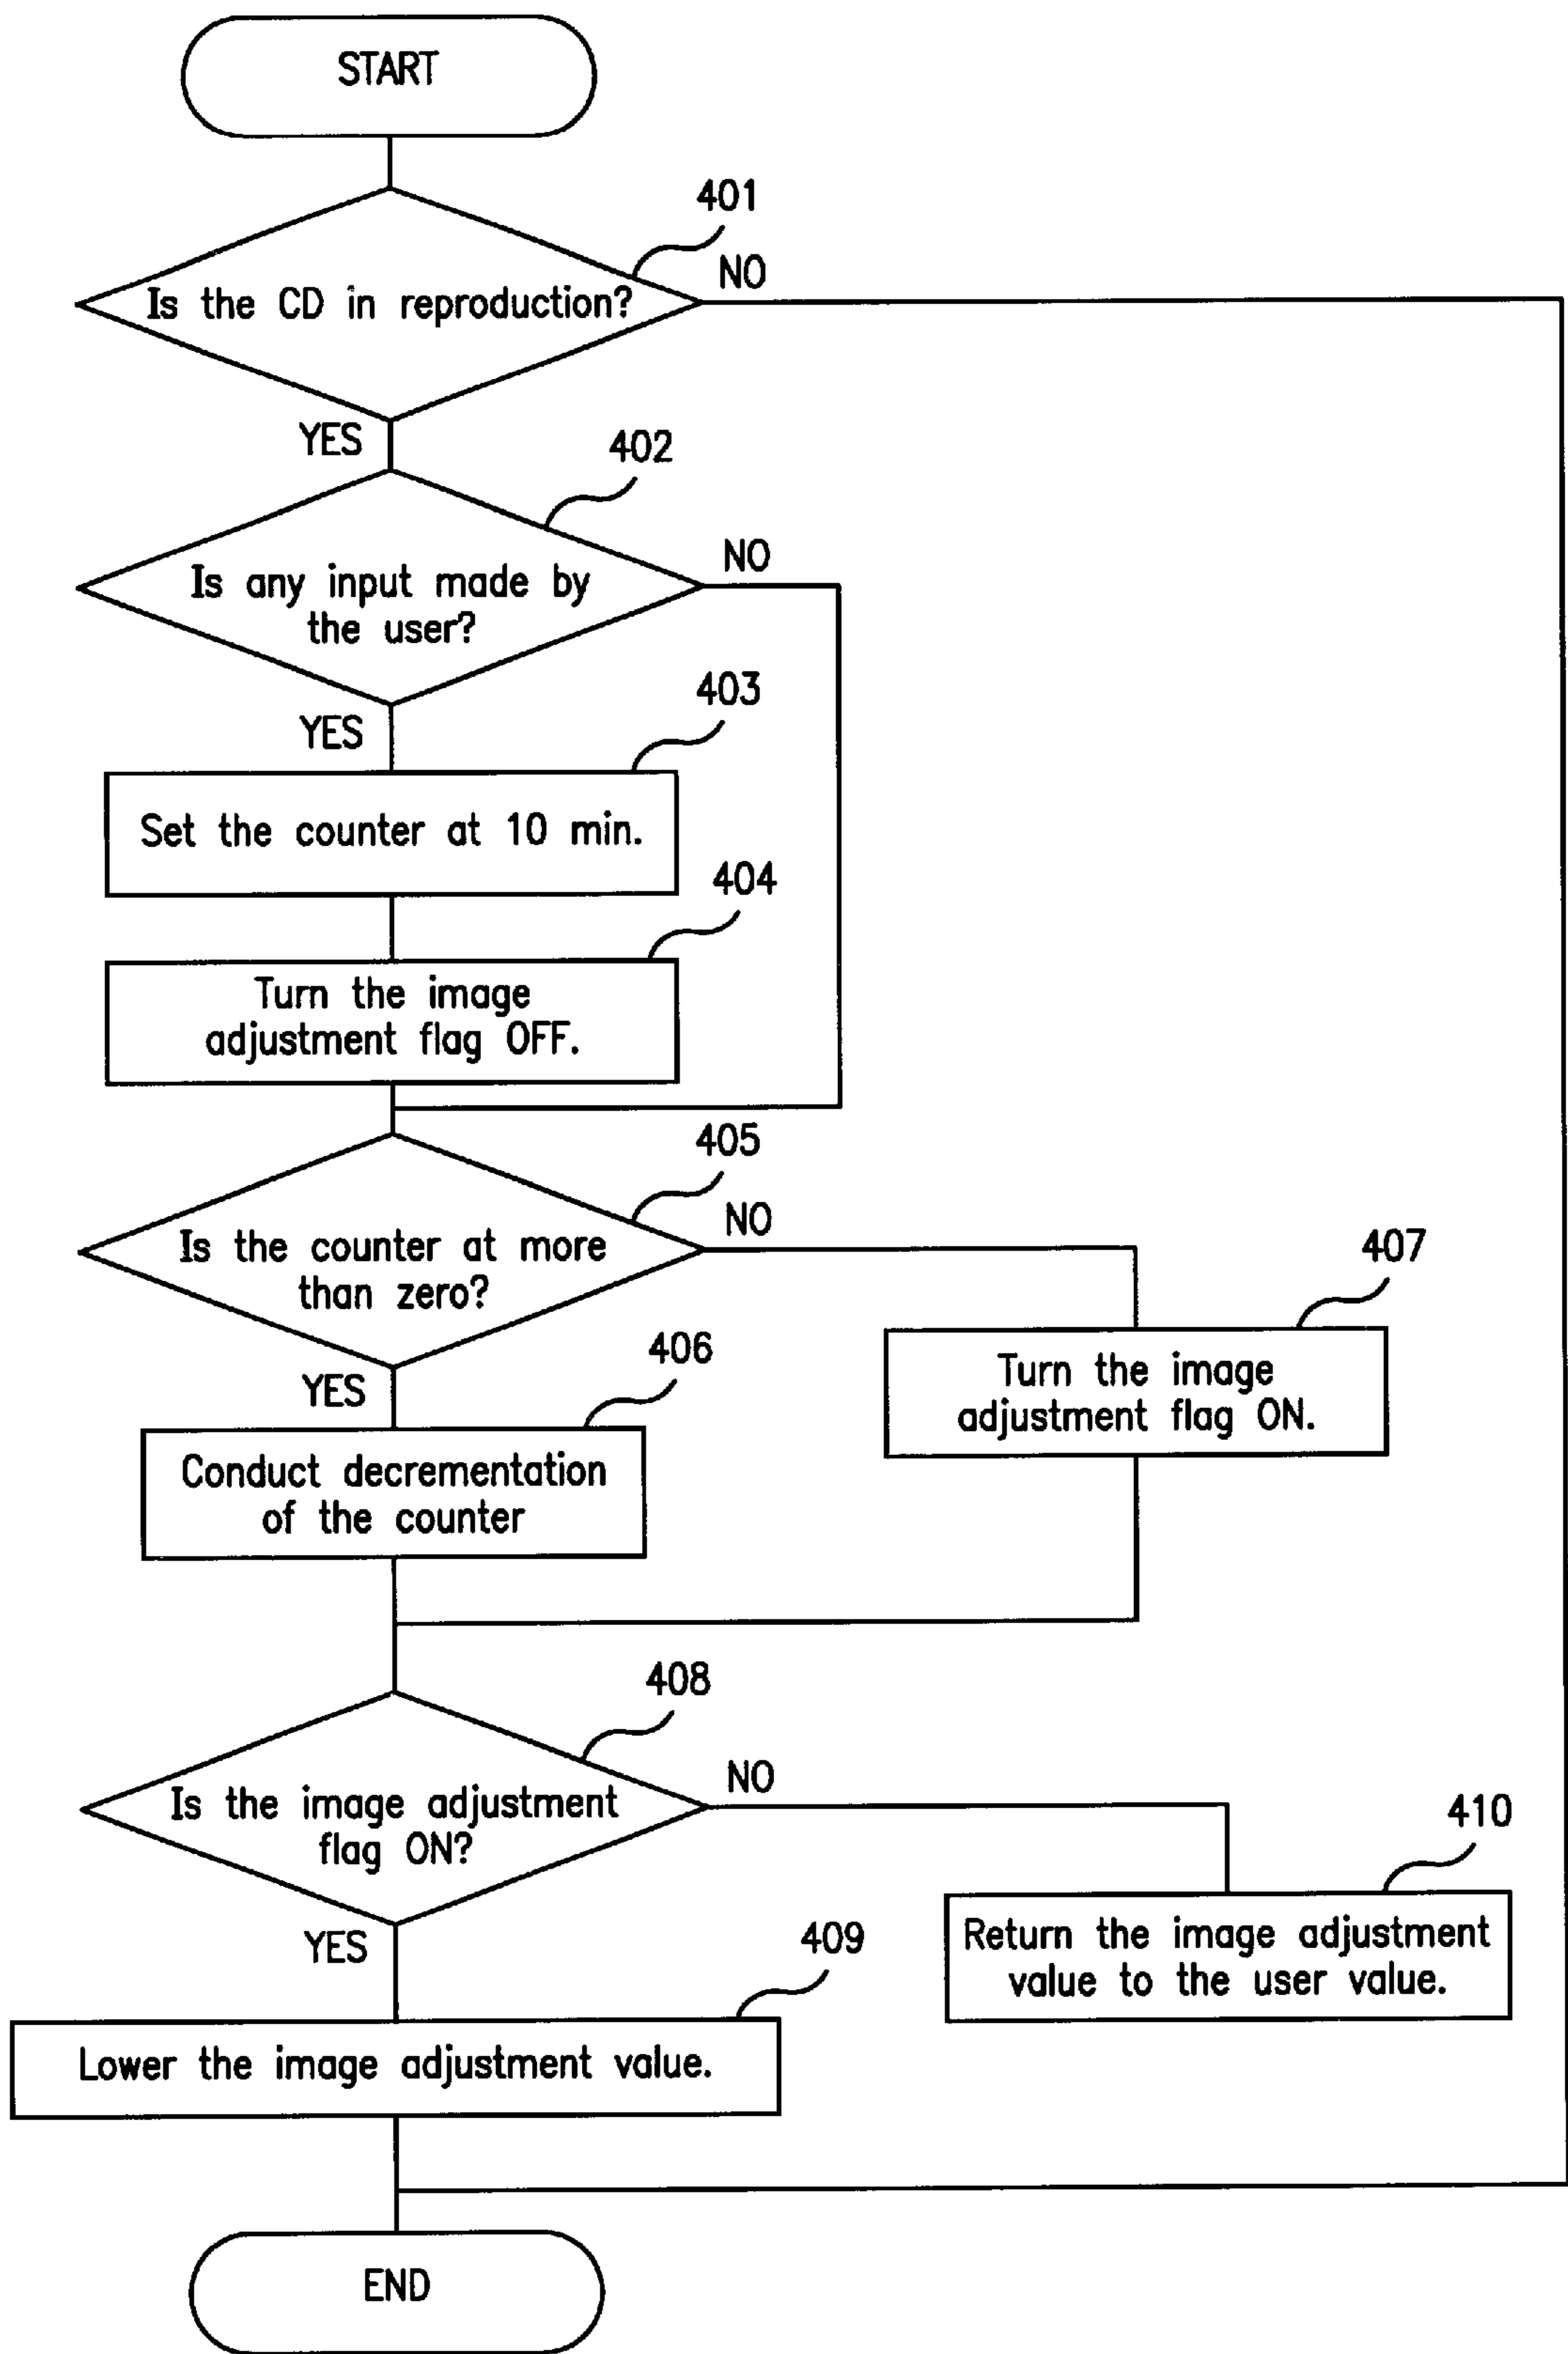 START
401
NO
Is the CD in reproduction?
YES
402
NO
Is any input made by
the user?
YES
403
Set the counter at 10 min.
404
Turn the image
adjustment flag OFF.
405
NO
Is the counter at more
than zero?
YES
406
Conduct decrementation
of the counter
407
Turn the image
adjustment flag ON.
408
NO
Is the image adjustment
flag ON?
YES
410
Return the image adjustment
value to the user value.
409
Lower the image adjustment value.
END